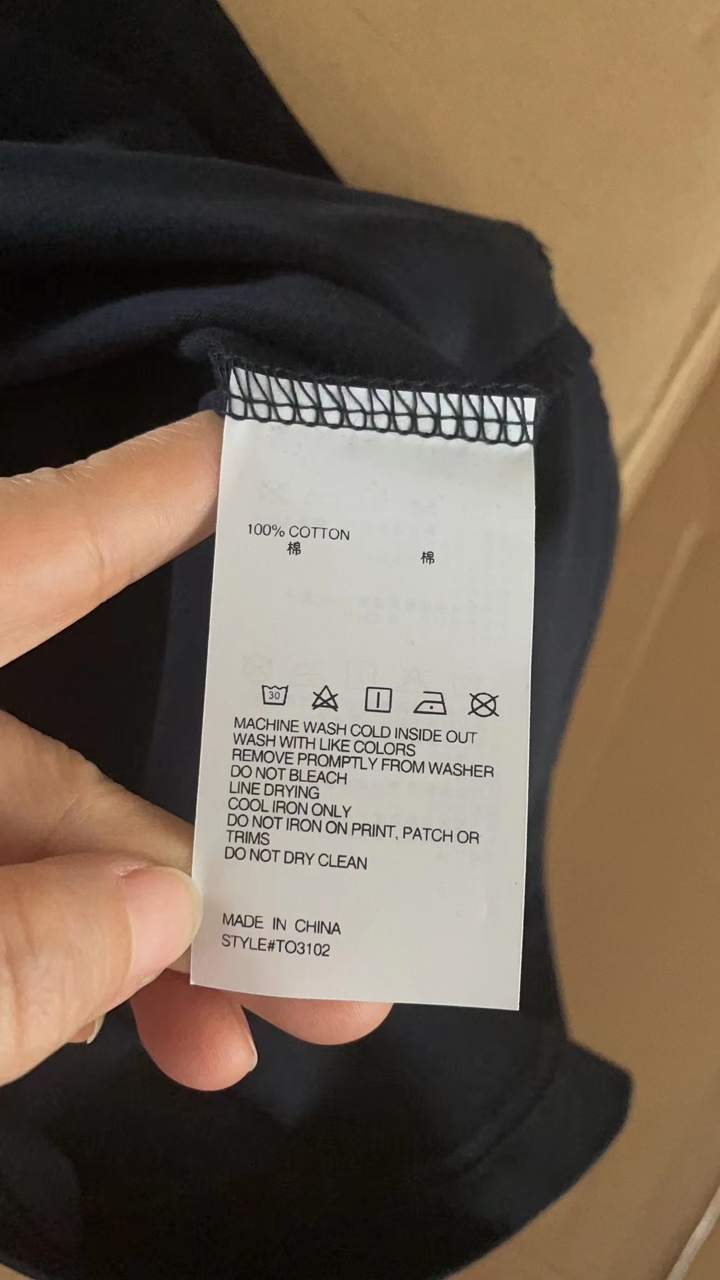 100% COTTON
棉 棉
30
MACHINE WASH COLD INSIDE OUT
WASH WITH LIKE COLORS
REMOVE PROMPTLY FROM WASHER
DO NOT BLEACH
LINE DRYING
COOL IRON ONLY
DO NOT IRON ON PRINT, PATCH OR
TRIMS
DO NOT DRY CLEAN
MADE IN CHINA
STYLE#TO3102